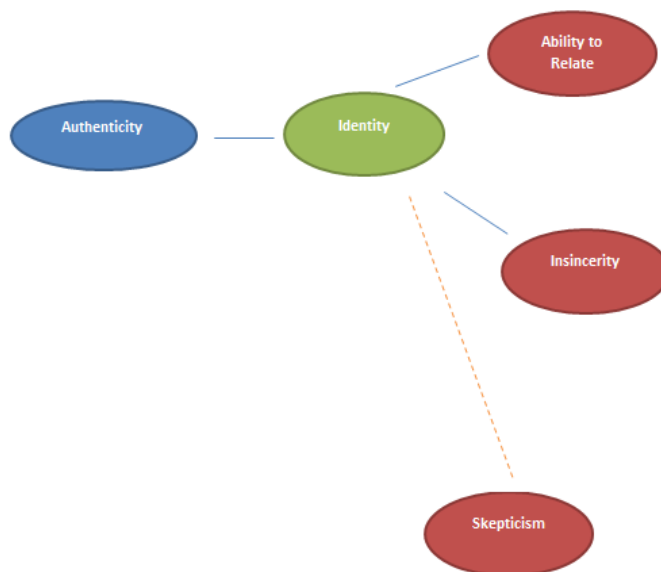 Ability to
Relate
Authenticity
Identity
Insincerity
Skepticism